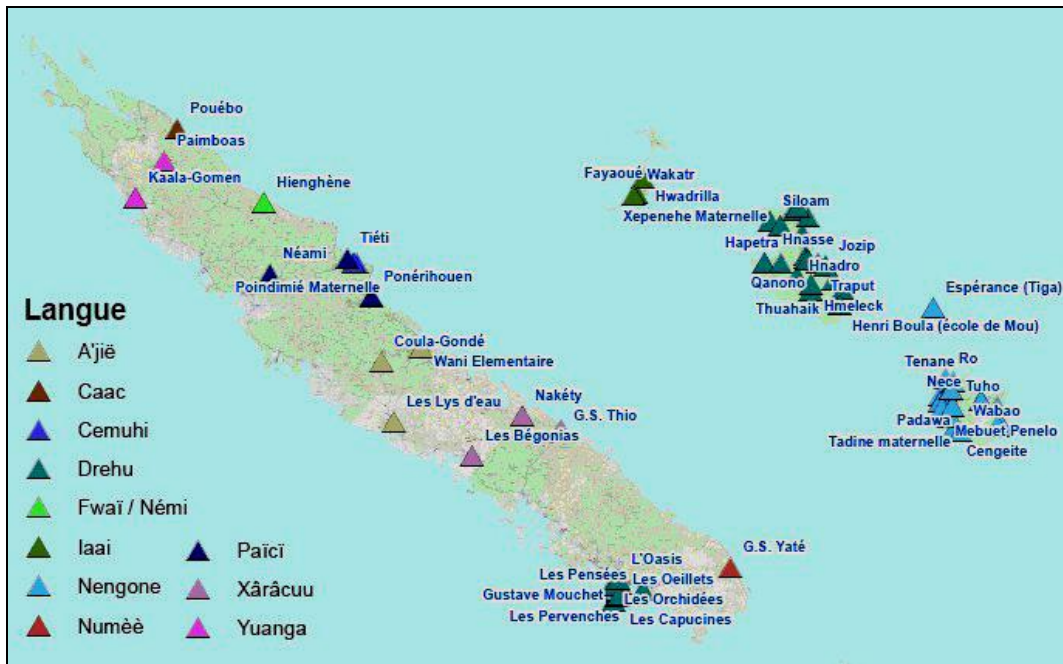 Pouébo
Paimboas
Kaala-Gomen
Hienghène
Tiéti
Néami
Ponérihouen
Poindimié Maternelle
Coula-Gondé
Wani Elementaire
Les Lys d'eau
Nakéty
G.S. Thio
Les Bégonias
G.S. Yaté
L'Oasis
Les Pensées
Les Oeillets
Gustave Mouchet
Les Orchidées
Les Pervenches
Les Capucines
Fayaoué
Wakatr
Hwadrilla
Siloam
Xepenehe Maternelle
Hapetra
Hnasse
Jozip
Hnadro
Qanono
Traput
Thuahaik
Hmeleck
Henri Boula (école de Mou)
Espérance (Tiga)
Tenane
Ro
Nece
Tuho
Padawa
Wabao
Mebuet
Penelo
Tadine maternelle
Cengeite
Langue
A'jië
Caac
Cemuhi
Drehu
Fwaï / Némi
Iaai
Nengone
Numèè
Païcï
Xârâcuu
Yuanga